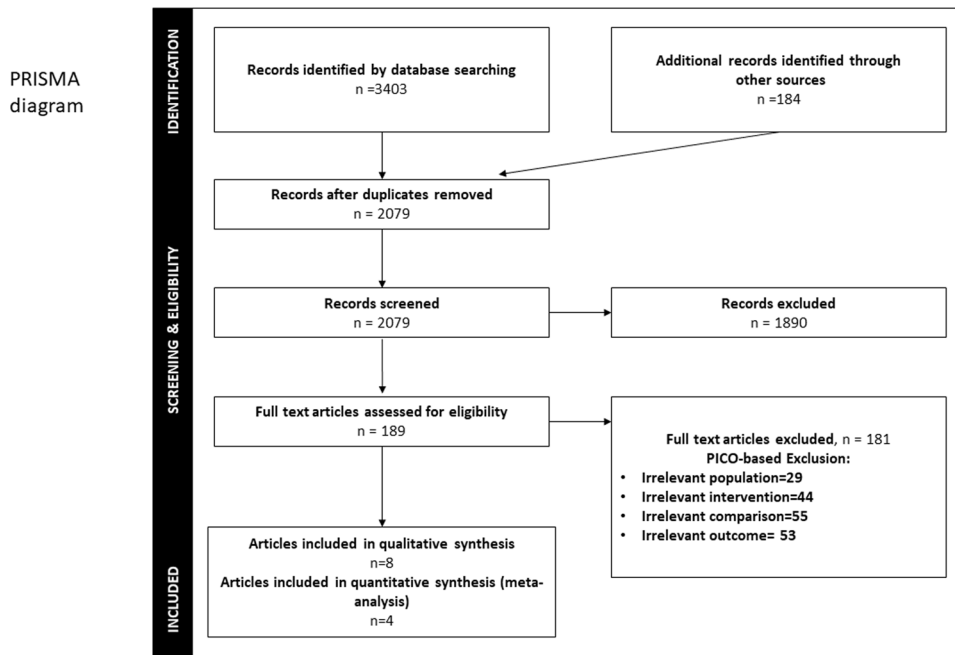 PRISMA
diagram
IDENTIFICATION
Records identified by database searching
n =3403
Additional records identified through
other sources
n =184
Records after duplicates removed
n = 2079
SCREENING & ELIGIBILITY
Records screened
n = 2079
Records excluded
n = 1890
Full text articles assessed for eligibility
n = 189
Full text articles excluded, n = 181
PICO-based Exclusion:
• Irrelevant population=29
• Irrelevant intervention=44
• Irrelevant comparison=55
• Irrelevant outcome= 53
INCLUDED
Articles included in qualitative synthesis
n=8
Articles included in quantitative synthesis (meta-
analysis)
n=4